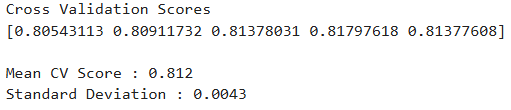 Cross Validation Scores
[0.80543113 0.80911732 0.81378031 0.81797618 0.81377608]
Mean CV Score : 0.812
Standard Deviation : 0.0043